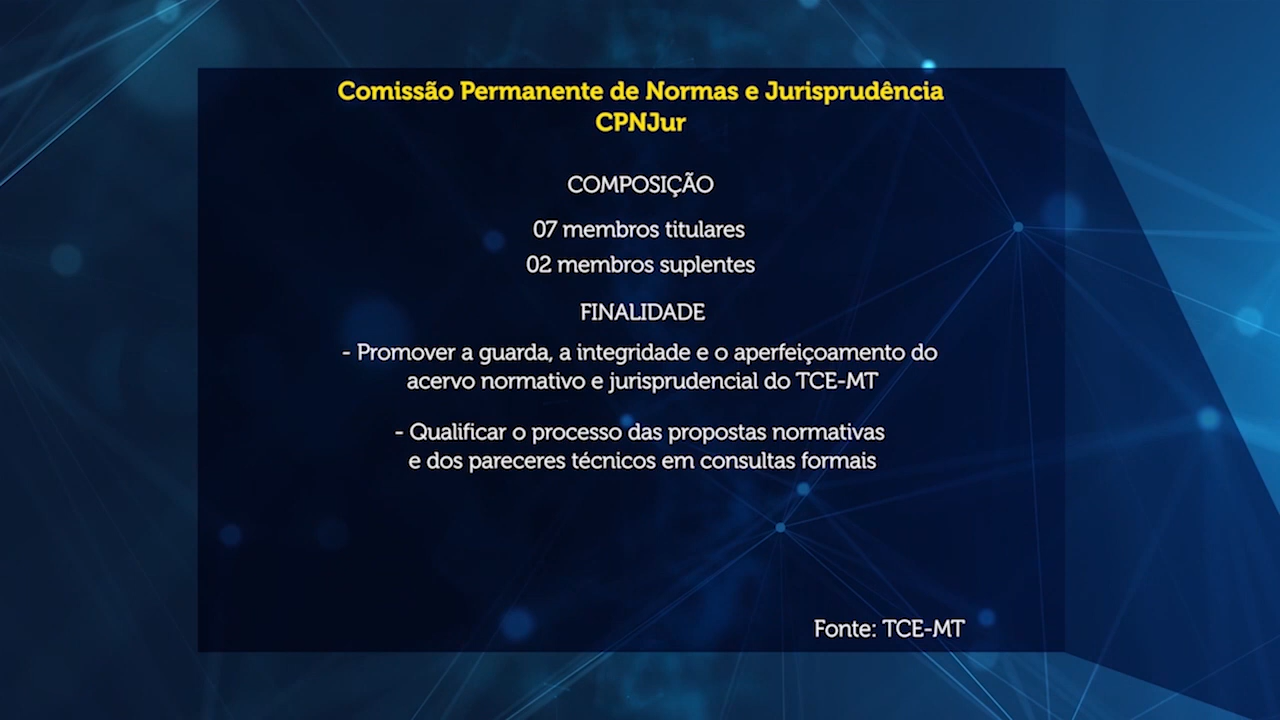 Comissão Permanente de Normas e Jurisprudência
CPNJur
COMPOSIÇÃO
07 membros titulares
02 membros suplentes
FINALIDADE
- Promover a guarda, a integridade e o aperfeiçoamento do
acervo normativo e jurisprudencial do TCE-MT
- Qualificar o processo das propostas normativas
e dos pareceres técnicos em consultas formais
Fonte: TCE-MT